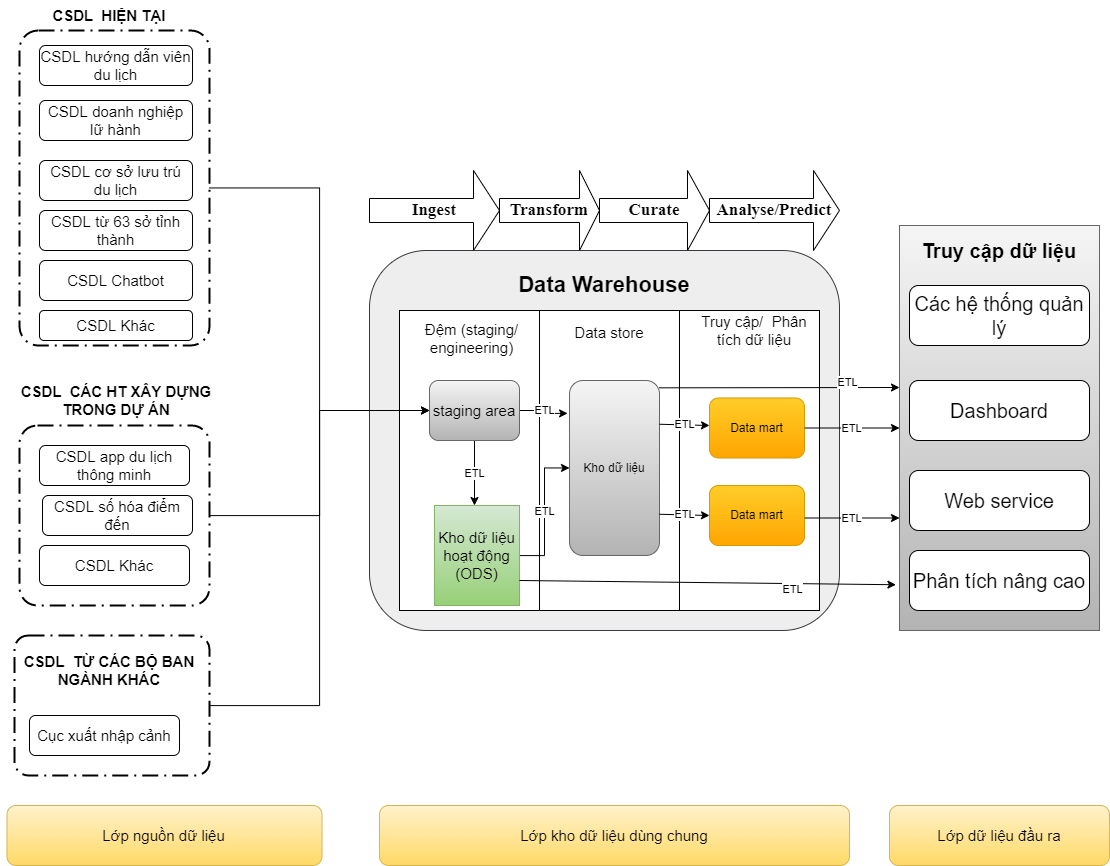 CSDL HIỆN TẠI
CSDL hướng dẫn viên
du lịch
CSDL doanh nghiệp
lữ hành
CSDL cơ sở lưu trú
du lịch
CSDL từ 63 sở tỉnh
thành
CSDL Chatbot
CSDL Khác
CSDL CÁC HT XÂY DỰNG
TRONG DỰ ÁN
CSDL app du lịch
thông minh
CSDL số hóa điểm
đến
CSDL Khác
CSDL TỪ CÁC BỘ BAN
NGÀNH KHÁC
Cục xuất nhập cảnh
Ingest
Transform
Curate
Analyse/Predict
Data Warehouse
Đệm (staging/
engineering)
Data store
Truy cập/ Phân
tích dữ liệu
staging area
ETL
ETL
Kho dữ liệu
hoạt động
(ODS)
ETL
Kho dữ liệu
ETL
ETL
Data mart
Data mart
ETL
ETL
ETL
ETL
Truy cập dữ liệu
Các hệ thống quản
lý
Dashboard
Web service
Phân tích nâng cao
Lớp nguồn dữ liệu
Lớp kho dữ liệu dùng chung
Lớp dữ liệu đầu ra